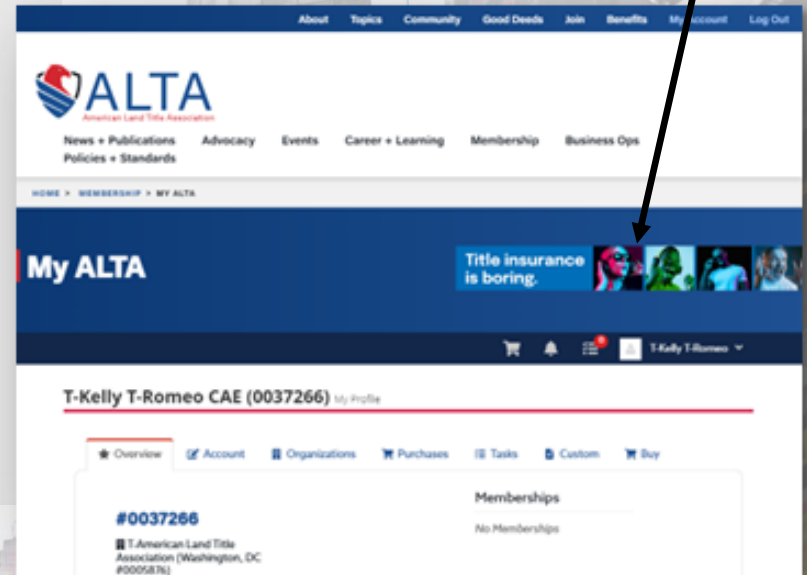 About Topics Community Good Deeds Join Benefits My Account Log Out
ALTA
American Land Title Association
News + Publications Advocacy Events Career + Learning Membership Business Ops
Policies + Standards
HOME > MEMBERSHIP > MY ALTA
My ALTA
Title insurance
is boring.
T-Kelly T-Romeo
T-Kelly T-Romeo CAE (0037266) My Profile
Overview Account Organizations Purchases Tasks Custom Buy
Memberships
No Memberships
#0037266
T-American Land Title
Association (Washington, DC
#0005876)